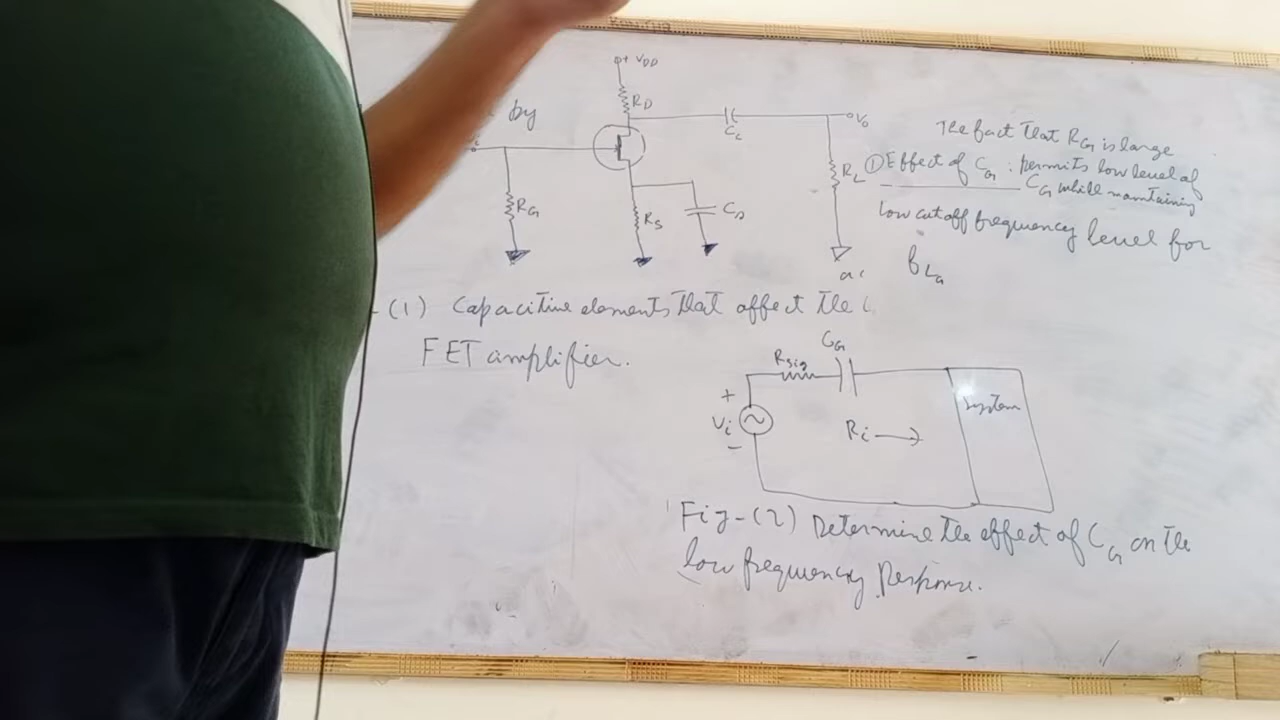 + VDD
RD
by
CC
Vo
i
RG
RS
CS
RL
The fact that RG is large
① Effect of CG : permits low level of
CG while maintaining
low cutoff frequency level for
fLG
(1) Capacitive elements that affect the
FET amplifier.
CG
Rsig
+
Vi
-
Ri →
System
Fig-(2) Determine the effect of CG on the
low frequency Response.